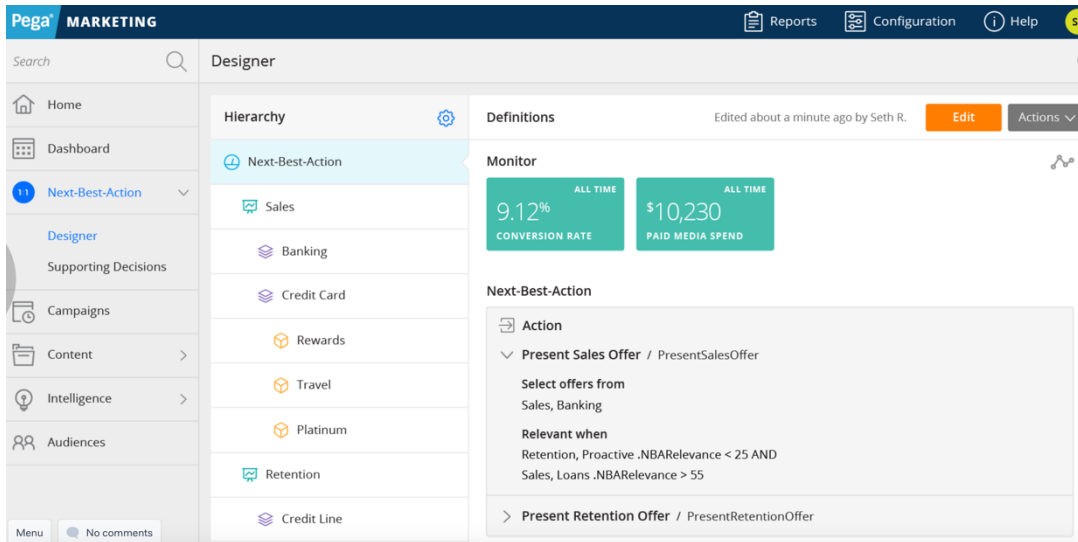 Pega MARKETING
Reports
Configuration
Help
S
Search
Designer
Home
Dashboard
1:1 Next-Best-Action
Designer
Supporting Decisions
Campaigns
Content
Intelligence
Audiences
Menu
No comments
Hierarchy
Next-Best-Action
Sales
Banking
Credit Card
Rewards
Travel
Platinum
Retention
Credit Line
Definitions
Edited about a minute ago by Seth R.
Edit
Actions
Monitor
ALL TIME
9.12%
CONVERSION RATE
ALL TIME
$10,230
PAID MEDIA SPEND
Next-Best-Action
Action
Present Sales Offer / PresentSalesOffer
Select offers from
Sales, Banking
Relevant when
Retention, Proactive .NBARelevance < 25 AND
Sales, Loans .NBARelevance > 55
Present Retention Offer / PresentRetentionOffer